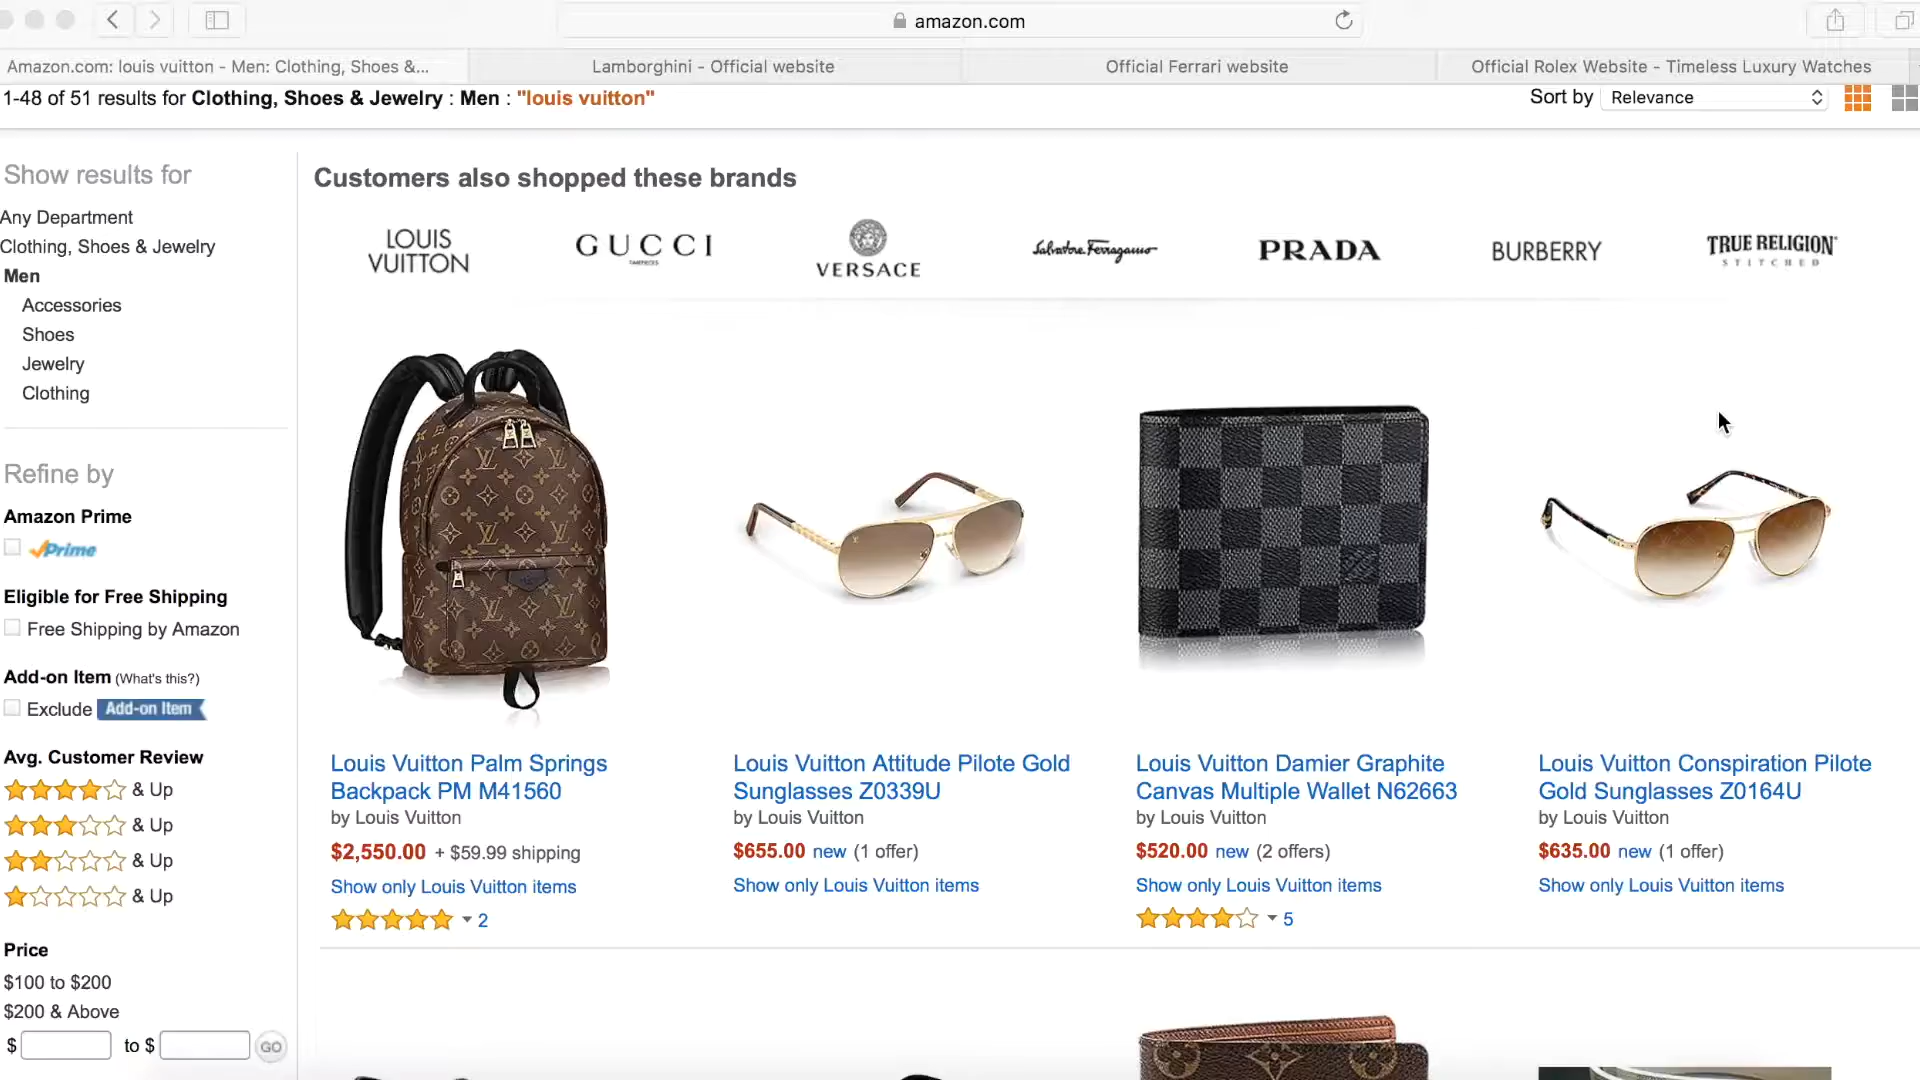 amazon.com
Amazon.com: louis vuitton - Men: Clothing, Shoes &...
Lamborghini - Official website
Official Ferrari website
Official Rolex Website - Timeless Luxury Watches
1-48 of 51 results for Clothing, Shoes & Jewelry : Men : "louis vuitton"
Sort by Relevance
Show results for
Any Department
Clothing, Shoes & Jewelry
Men
Accessories
Shoes
Jewelry
Clothing
Refine by
Amazon Prime
Prime
Eligible for Free Shipping
Free Shipping by Amazon
Add-on Item (What's this?)
Exclude Add-on Item
Avg. Customer Review
& Up
& Up
& Up
& Up
Price
$100 to $200
$200 & Above
$ to $ GO
Customers also shopped these brands
LOUIS
VUITTON
GUCCI
TIMEPIECES
VERSACE
Salvatore Ferragamo
PRADA
BURBERRY
TRUE RELIGION
STITCHED
Louis Vuitton Palm Springs
Backpack PM M41560
by Louis Vuitton
$2,550.00 + $59.99 shipping
Show only Louis Vuitton items
2
Louis Vuitton Attitude Pilote Gold
Sunglasses Z0339U
by Louis Vuitton
$655.00 new (1 offer)
Show only Louis Vuitton items
Louis Vuitton Damier Graphite
Canvas Multiple Wallet N62663
by Louis Vuitton
$520.00 new (2 offers)
Show only Louis Vuitton items
5
Louis Vuitton Conspiration Pilote
Gold Sunglasses Z0164U
by Louis Vuitton
$635.00 new (1 offer)
Show only Louis Vuitton items